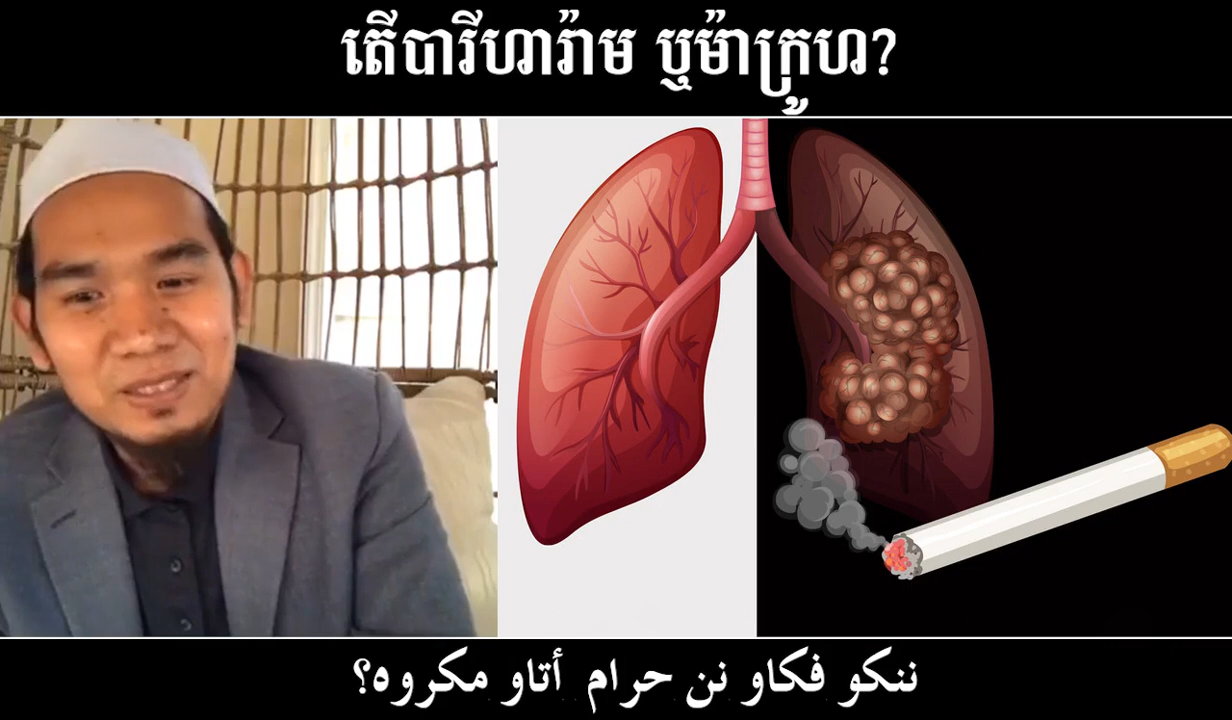 តើបារីហារ៉ាម ឬម៉ាក្រូហ?
ننكو فكاو نن حرام أتاو مكروه؟